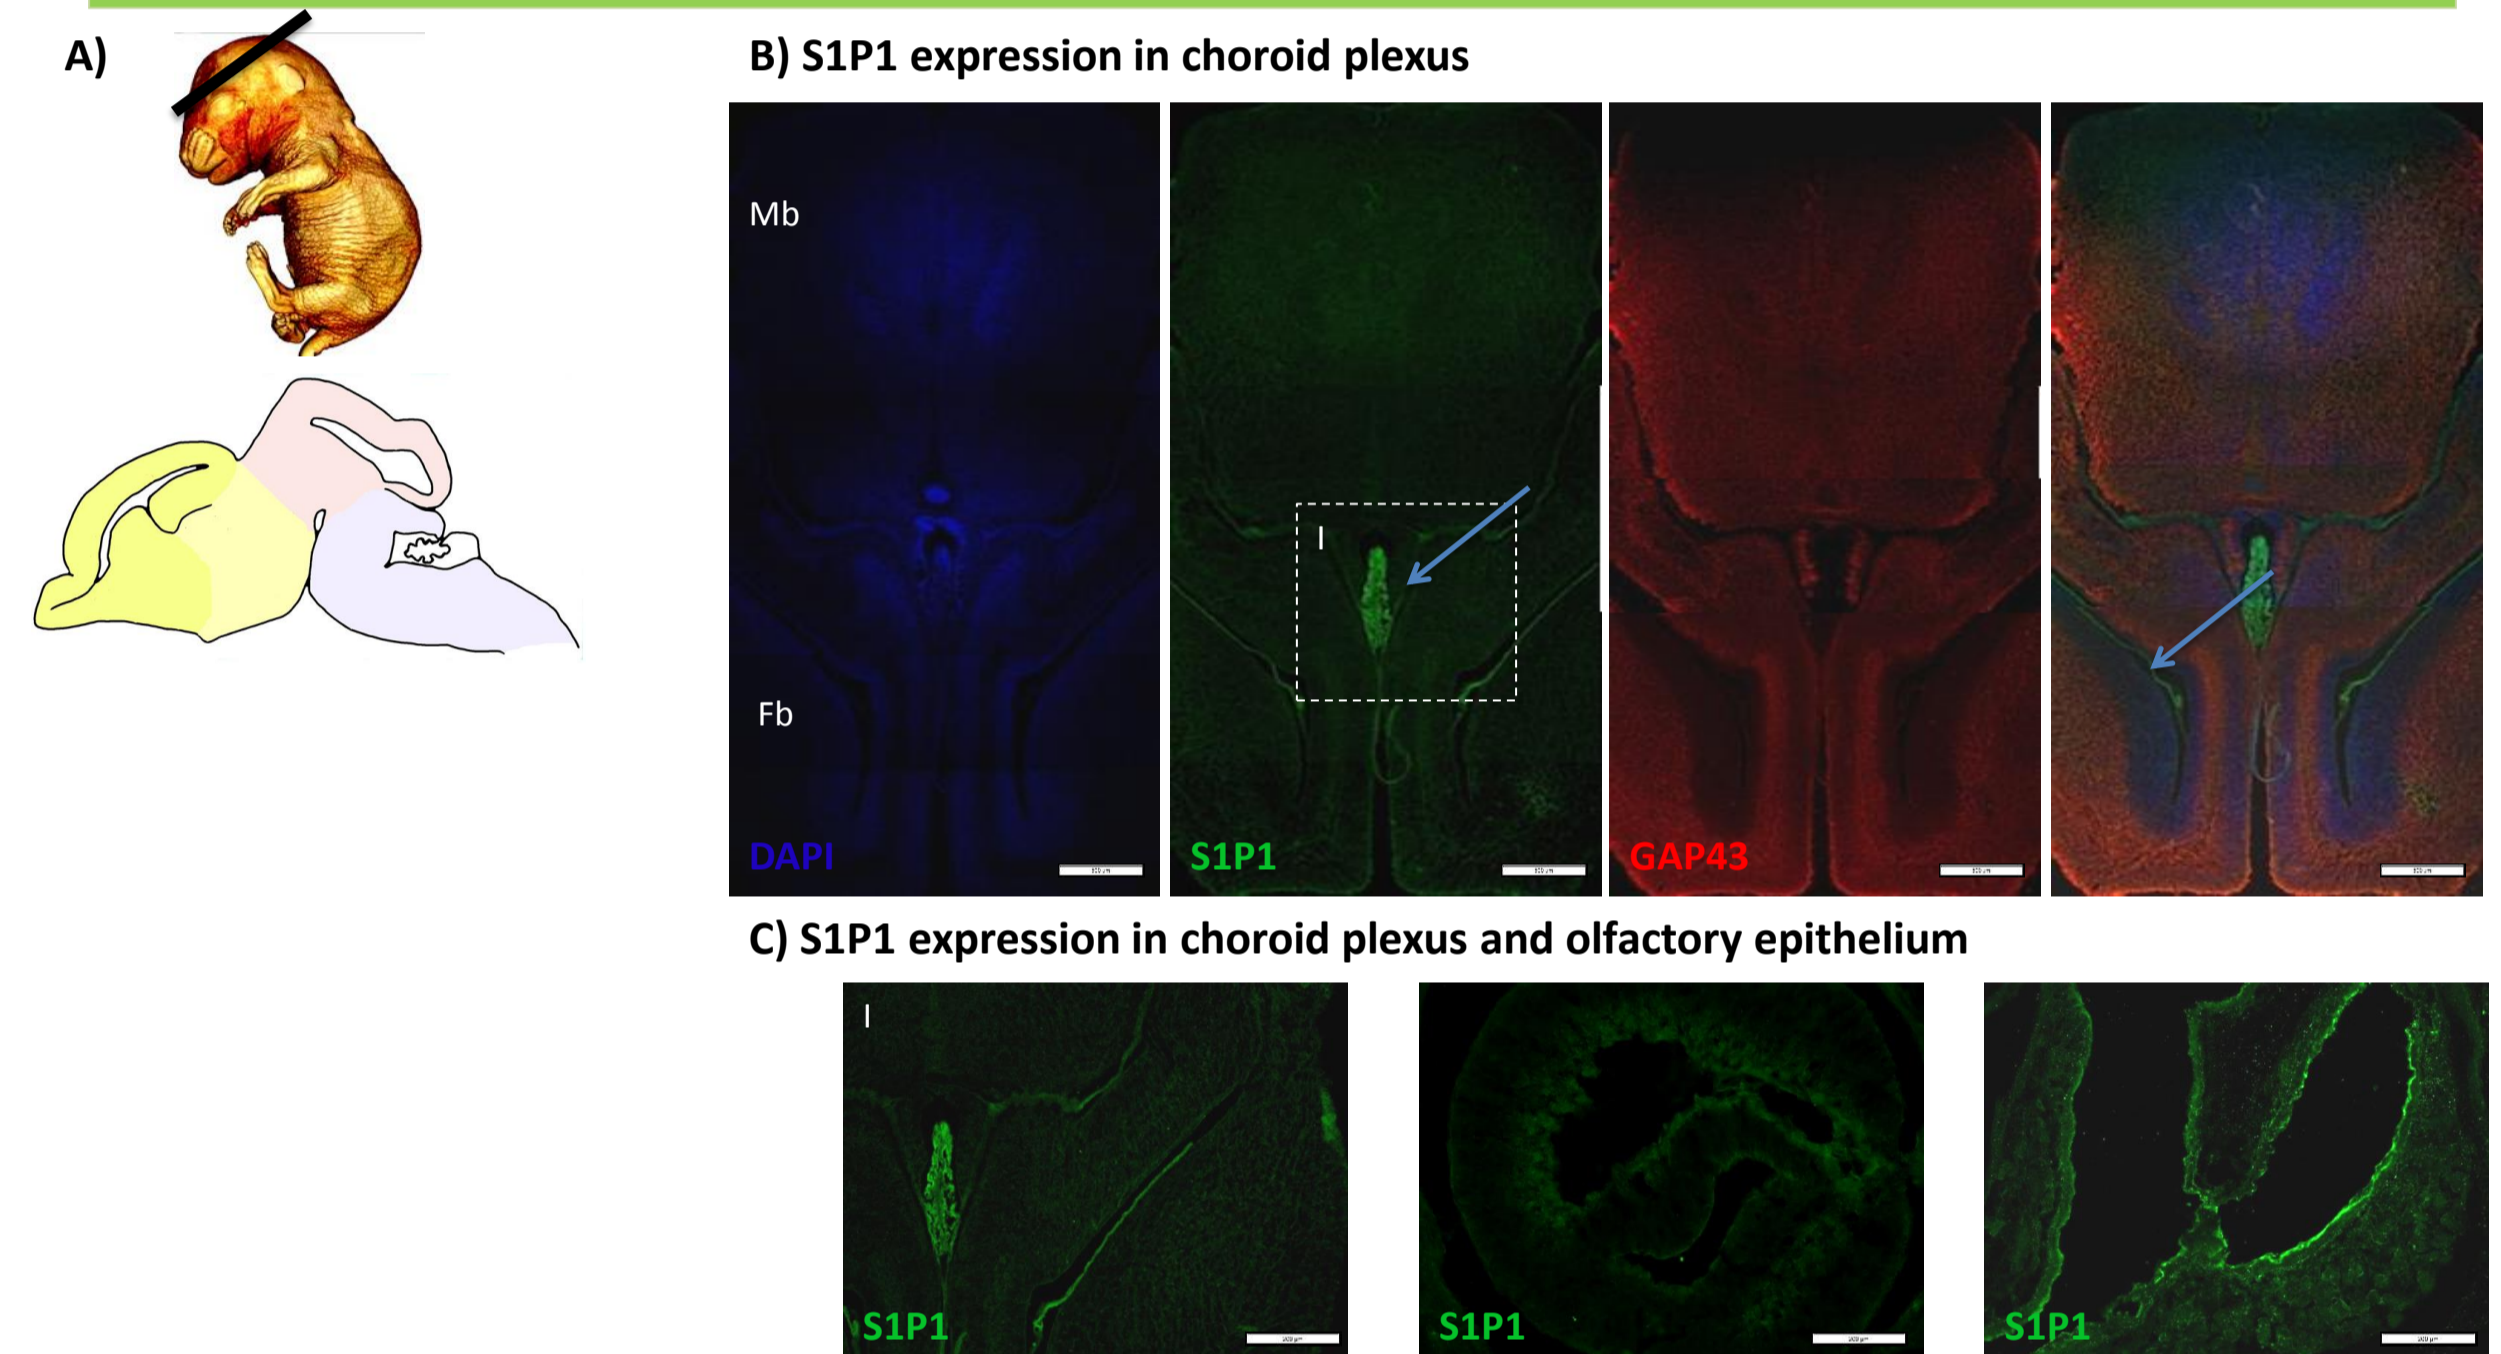 A)
B) S1P1 expression in choroid plexus
Mb
I
Fb
DAPI
S1P1
GAP43
C) S1P1 expression in choroid plexus and olfactory epithelium
I
S1P1
S1P1
S1P1